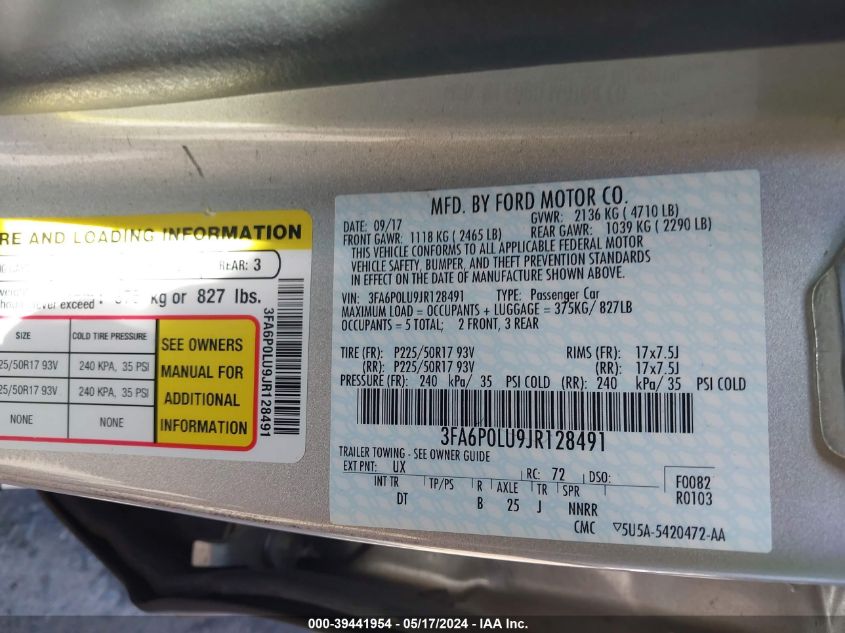 RE AND LOADING INFORMATION
REAR: 3
kg or 827 lbs.
SIZE COLD TIRE PRESSURE
25/50R17 93V 240 KPA, 35 PSI
25/50R17 93V 240 KPA, 35 PSI
NONE NONE
SEE OWNERS
MANUAL FOR
ADDITIONAL
INFORMATION
3FA6P0LU9JR128491
MFD. BY FORD MOTOR CO.
DATE: 09/17 GVWR: 2136 KG ( 4710 LB)
FRONT GAWR: 1118 KG ( 2465 LB) REAR GAWR: 1039 KG ( 2290 LB)
THIS VEHICLE CONFORMS TO ALL APPLICABLE FEDERAL MOTOR
VEHICLE SAFETY, BUMPER, AND THEFT PREVENTION STANDARDS
IN EFFECT ON THE DATE OF MANUFACTURE SHOWN ABOVE.
VIN: 3FA6P0LU9JR128491 TYPE: Passenger Car
MAXIMUM LOAD = OCCUPANTS + LUGGAGE = 375KG/ 827LB
OCCUPANTS = 5 TOTAL; 2 FRONT, 3 REAR
TIRE (FR): P225/50R17 93V RIMS (FR): 17x7.5J
(RR): P225/50R17 93V (RR): 17x7.5J
PRESSURE (FR): 240 kPa/ 35 PSI COLD (RR): 240 kPa/ 35 PSI COLD
3FA6P0LU9JR128491
TRAILER TOWING - SEE OWNER GUIDE
EXT PNT: UX RC: 72 DSO: F0082
INT TR TP/PS R AXLE TR SPR R0103
DT B 25 J NNRR
CMC ▽5U5A-5420472-AA
000-39441954 / 05/17/2024 - IAA Inc.